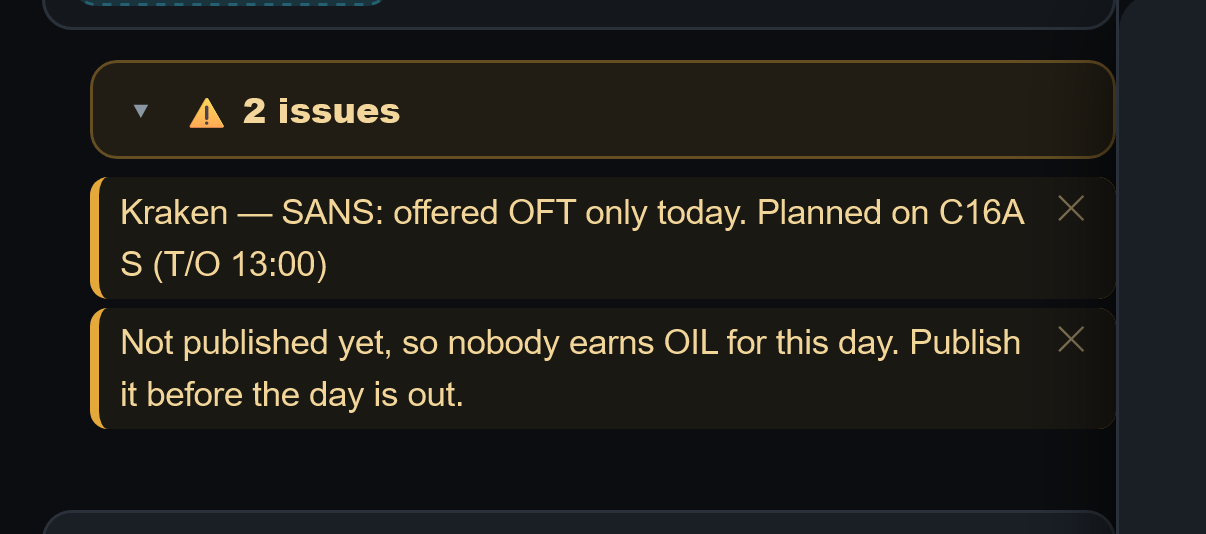 2 issues
Kraken — SANS: offered OFT only today. Planned on C16A
S (T/O 13:00)
Not published yet, so nobody earns OIL for this day. Publish
it before the day is out.